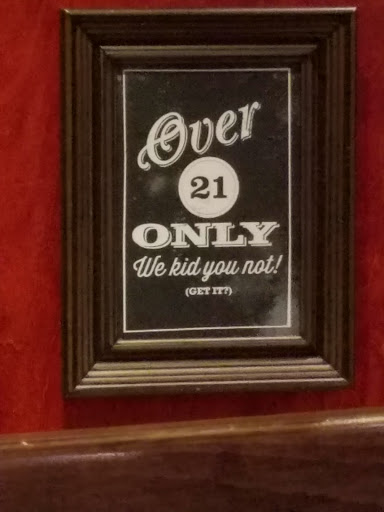 Over
21
ONLY
We kid you not!
(GET IT?)